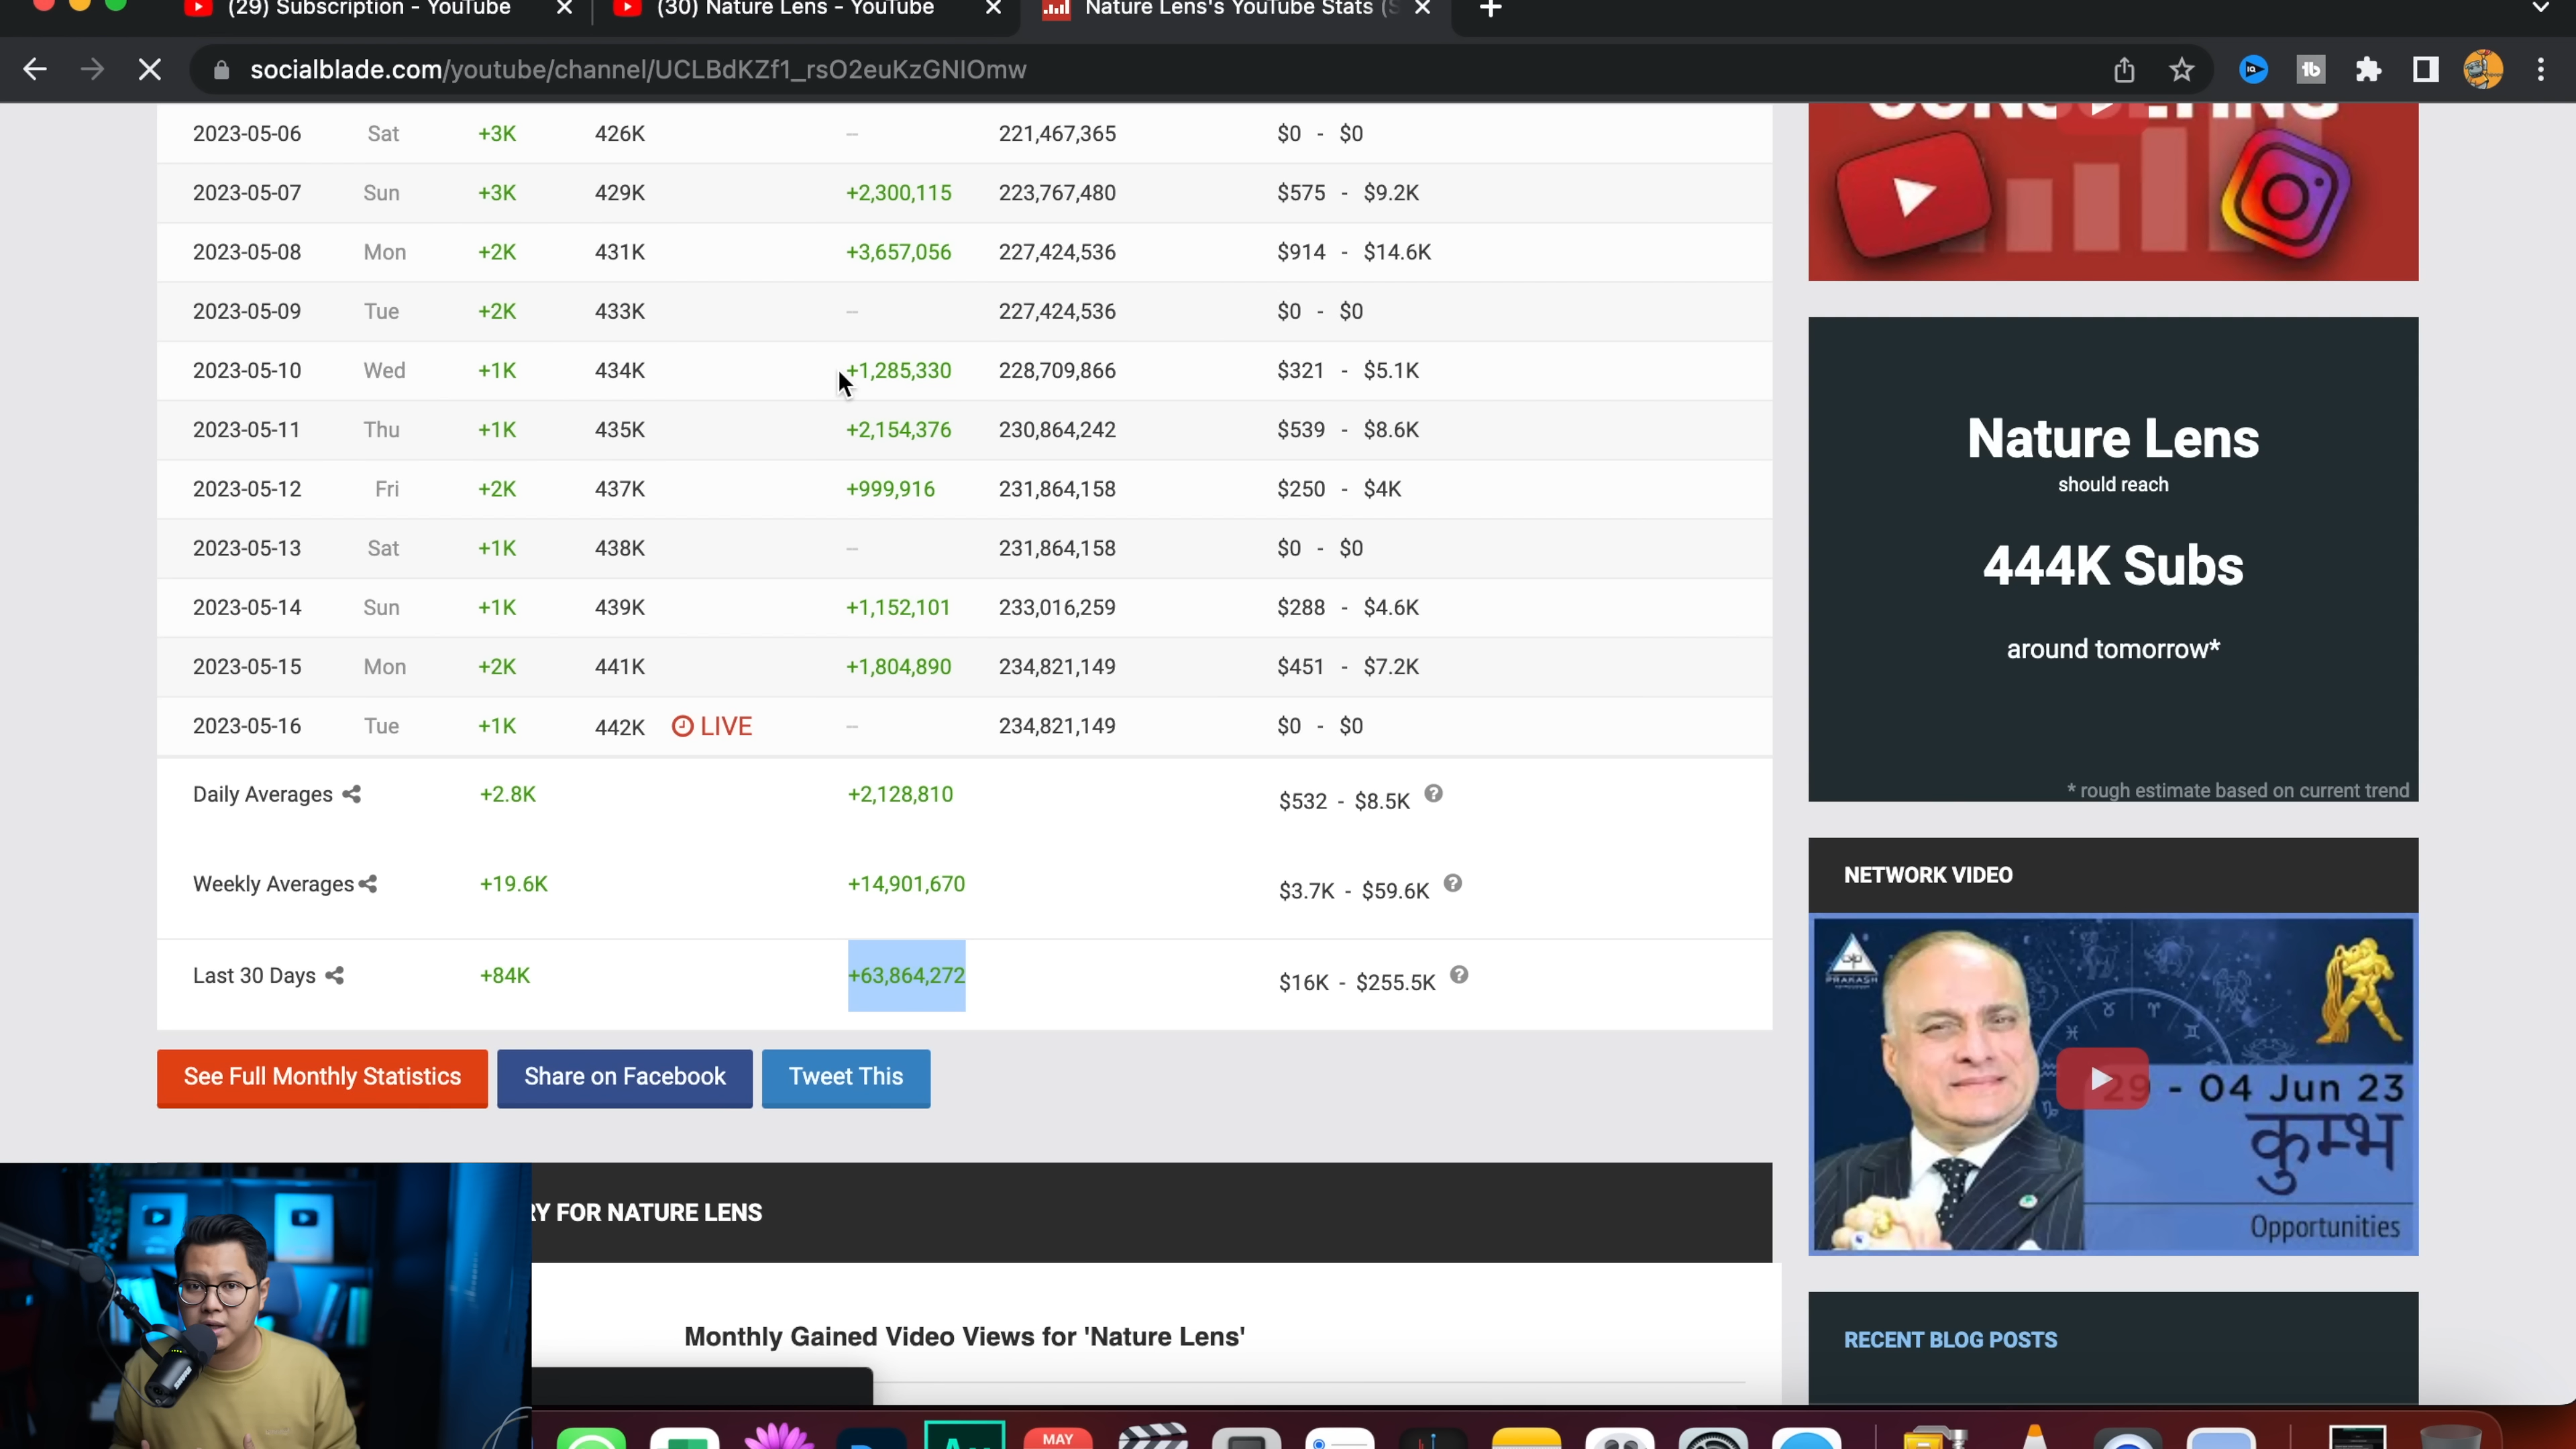 (29) Subscription - YouTube
(30) Nature Lens - YouTube
Nature Lens's YouTube Stats (S
socialblade.com/youtube/channel/UCLBdKZf1_rsO2euKzGNlOmw
2023-05-06 Sat +3K 426K -- 221,467,365 $0 - $0
2023-05-07 Sun +3K 429K +2,300,115 223,767,480 $575 - $9.2K
2023-05-08 Mon +2K 431K +3,657,056 227,424,536 $914 - $14.6K
2023-05-09 Tue +2K 433K -- 227,424,536 $0 - $0
2023-05-10 Wed +1K 434K +1,285,330 228,709,866 $321 - $5.1K
2023-05-11 Thu +1K 435K +2,154,376 230,864,242 $539 - $8.6K
2023-05-12 Fri +2K 437K +999,916 231,864,158 $250 - $4K
2023-05-13 Sat +1K 438K -- 231,864,158 $0 - $0
2023-05-14 Sun +1K 439K +1,152,101 233,016,259 $288 - $4.6K
2023-05-15 Mon +2K 441K +1,804,890 234,821,149 $451 - $7.2K
2023-05-16 Tue +1K 442K LIVE -- 234,821,149 $0 - $0
Daily Averages +2.8K +2,128,810 $532 - $8.5K
Weekly Averages +19.6K +14,901,670 $3.7K - $59.6K
Last 30 Days +84K +63,864,272 $16K - $255.5K
See Full Monthly Statistics
Share on Facebook
Tweet This
RY FOR NATURE LENS
Monthly Gained Video Views for 'Nature Lens'
Nature Lens
should reach
444K Subs
around tomorrow*
* rough estimate based on current trend
NETWORK VIDEO
PRAKASH
29 - 04 Jun 23
कुम्भ
Opportunities
RECENT BLOG POSTS
MAY